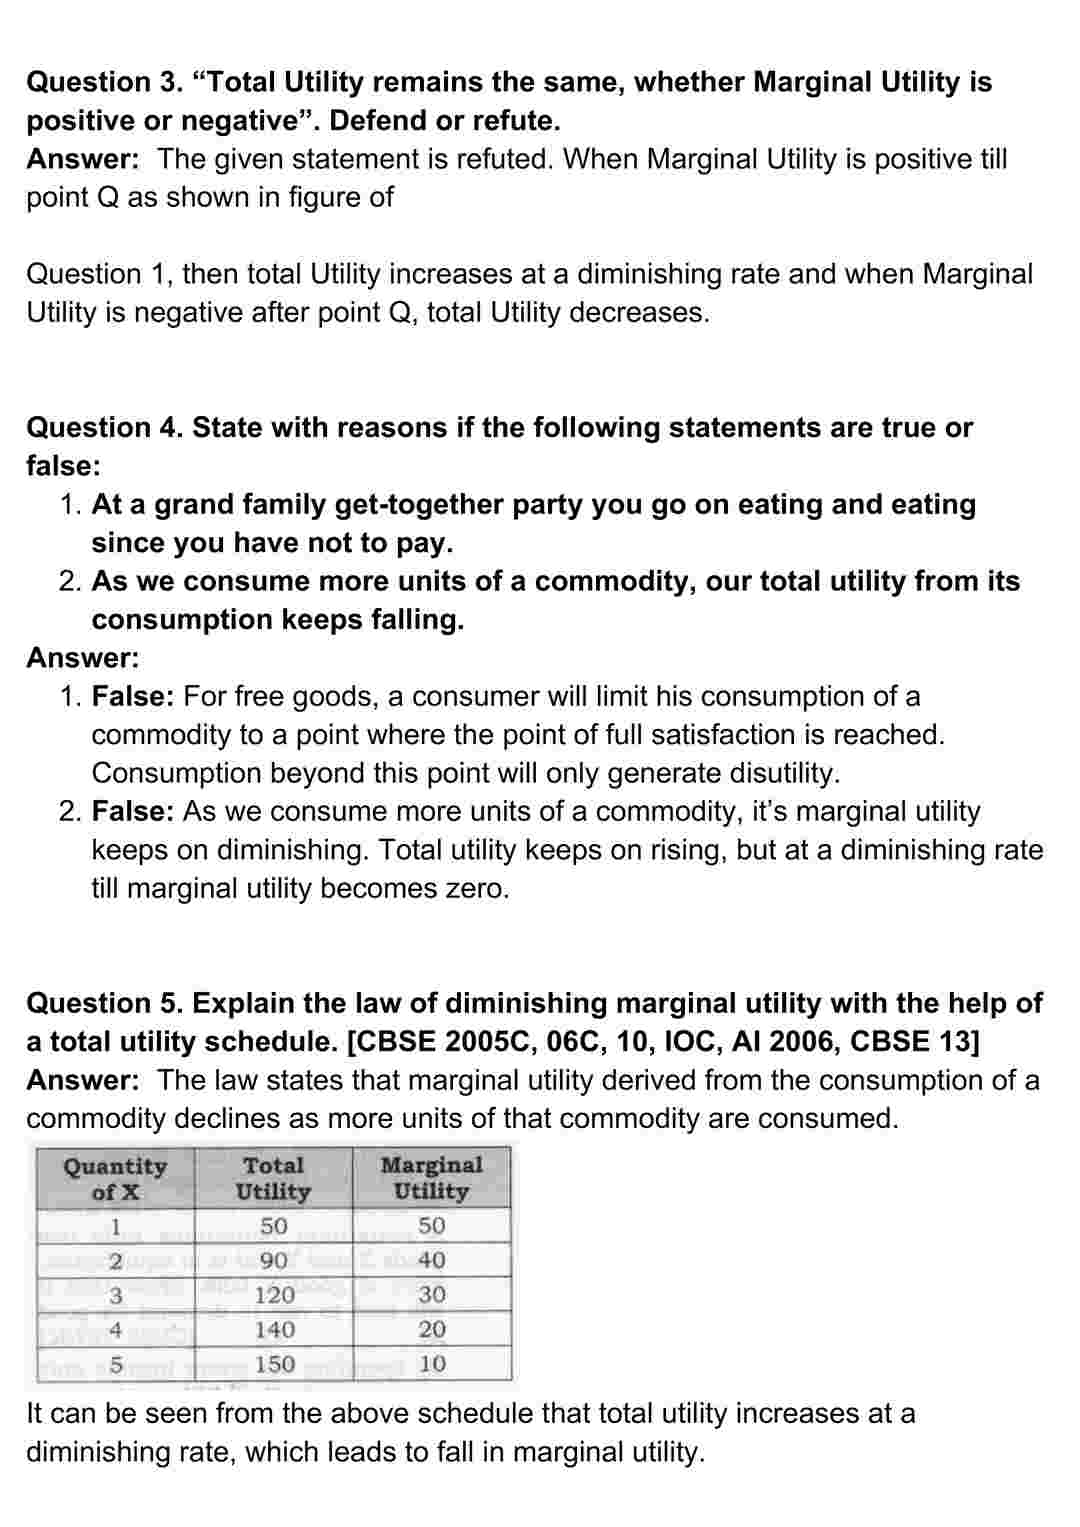 Question 3. “Total Utility remains the same, whether Marginal Utility is
positive or negative”. Defend or refute.
Answer:  The given statement is refuted. When Marginal Utility is positive till
point Q as shown in figure of
Question 1, then total Utility increases at a diminishing rate and when Marginal
Utility is negative after point Q, total Utility decreases.
Question 4. State with reasons if the following statements are true or
false:
1. At a grand family get-together party you go on eating and eating
since you have not to pay.
2. As we consume more units of a commodity, our total utility from its
consumption keeps falling.
Answer:
1. False: For free goods, a consumer will limit his consumption of a
commodity to a point where the point of full satisfaction is reached.
Consumption beyond this point will only generate disutility.
2. False: As we consume more units of a commodity, it’s marginal utility
keeps on diminishing. Total utility keeps on rising, but at a diminishing rate
till marginal utility becomes zero.
Question 5. Explain the law of diminishing marginal utility with the help of
a total utility schedule. [CBSE 2005C, 06C, 10, IOC, AI 2006, CBSE 13]
Answer:  The law states that marginal utility derived from the consumption of a
commodity declines as more units of that commodity are consumed.
Quantity Total Marginal
of X Utility Utility
1 50 50
2 90 40
3 120 30
4 140 20
5 150 10
It can be seen from the above schedule that total utility increases at a
diminishing rate, which leads to fall in marginal utility.